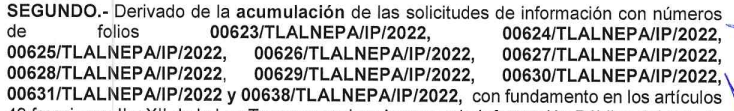 SEGUNDO.- Derivado de la acumulación de las solicitudes de información con números
de folios 00623/TLALNEPA/IP/2022, 00624/TLALNEPA/IP/2022,
00625/TLALNEPA/IP/2022, 00626/TLALNEPA/IP/2022, 00627/TLALNEPA/IP/2022,
00628/TLALNEPA/IP/2022, 00629/TLALNEPA/IP/2022, 00630/TLALNEPA/IP/2022,
00631/TLALNEPA/IP/2022 y 00638/TLALNEPA/IP/2022, con fundamento en los artículos